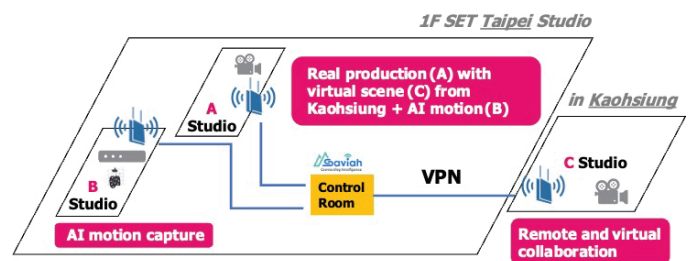 1F SET Taipei Studio
Real production (A) with
virtual scene (C) from
Kaohsiung + AI motion (B)
in Kaohsiung
A
Studio
B
Studio
AI motion capture
Saviah
Connecting Intelligence
Control
Room
VPN
C Studio
Remote and virtual
collaboration